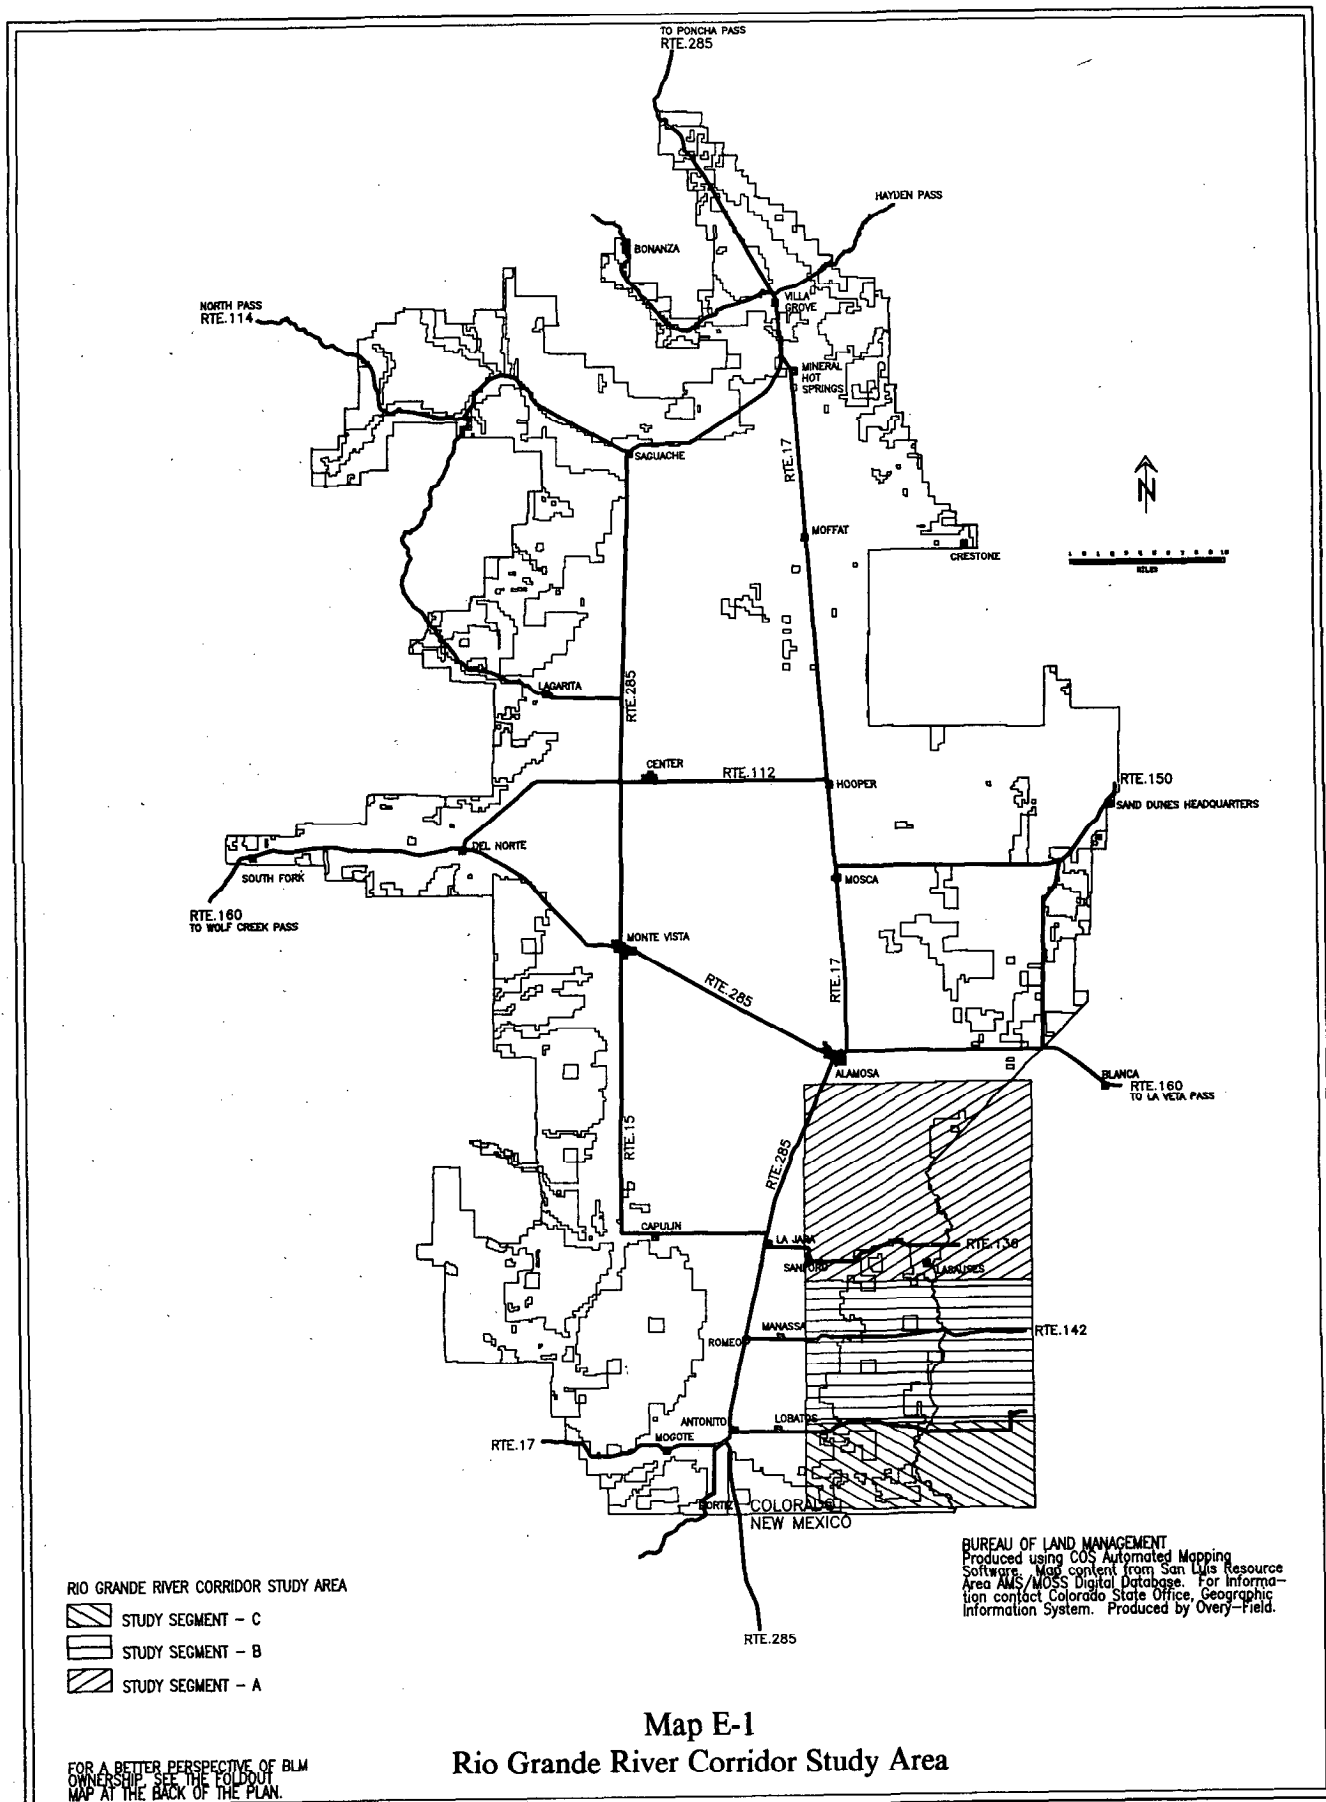 TO PONCHA PASS
RTE.285
HAYDEN PASS
BONANZA
VILLA
GROVE
NORTH PASS
RTE.114
MINERAL
HOT
SPRINGS
SAGUACHE
RTE.17
N
MOFFAT
CRESTONE
MILES
LAGARITA
RTE.285
CENTER
RTE.112
HOOPER
RTE.150
SAND DUNES HEADQUARTERS
DEL NORTE
SOUTH FORK
MOSCA
RTE.160
TO WOLF CREEK PASS
MONTE VISTA
RTE.285
RTE.17
ALAMOSA
BLANCA
RTE.160
TO LA VETA PASS
RTE.15
RTE.285
CAPULIN
LA JARA
RTE.136
SANFORD
LASAUSES
MANASSA
RTE.142
ROMEO
ANTONITO
LOBATOS
MOGOTE
RTE.17
ORTIZ
COLORADO
NEW MEXICO
RTE.285
BUREAU OF LAND MANAGEMENT
Produced using COS Automated Mapping
Software. Map content from San Luis Resource
Area AMS/MOSS Digital Database. For Informa-
tion contact Colorado State Office, Geographic
Information System. Produced by Overy-Field.
RIO GRANDE RIVER CORRIDOR STUDY AREA
STUDY SEGMENT - C
STUDY SEGMENT - B
STUDY SEGMENT - A
Map E-1
Rio Grande River Corridor Study Area
FOR A BETTER PERSPECTIVE OF BLM
OWNERSHIP, SEE THE FOLDOUT
MAP AT THE BACK OF THE PLAN.